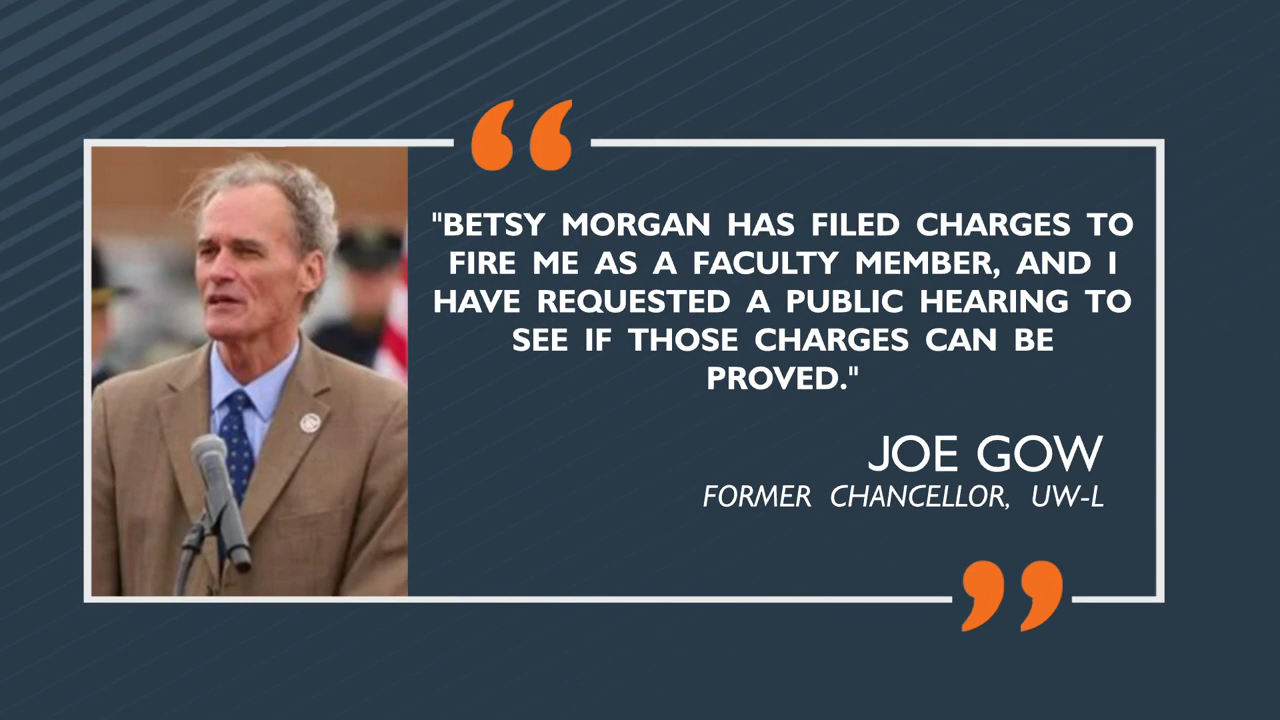 "BETSY MORGAN HAS FILED CHARGES TO
FIRE ME AS A FACULTY MEMBER, AND I
HAVE REQUESTED A PUBLIC HEARING TO
SEE IF THOSE CHARGES CAN BE
PROVED."
JOE GOW
FORMER CHANCELLOR, UW-L